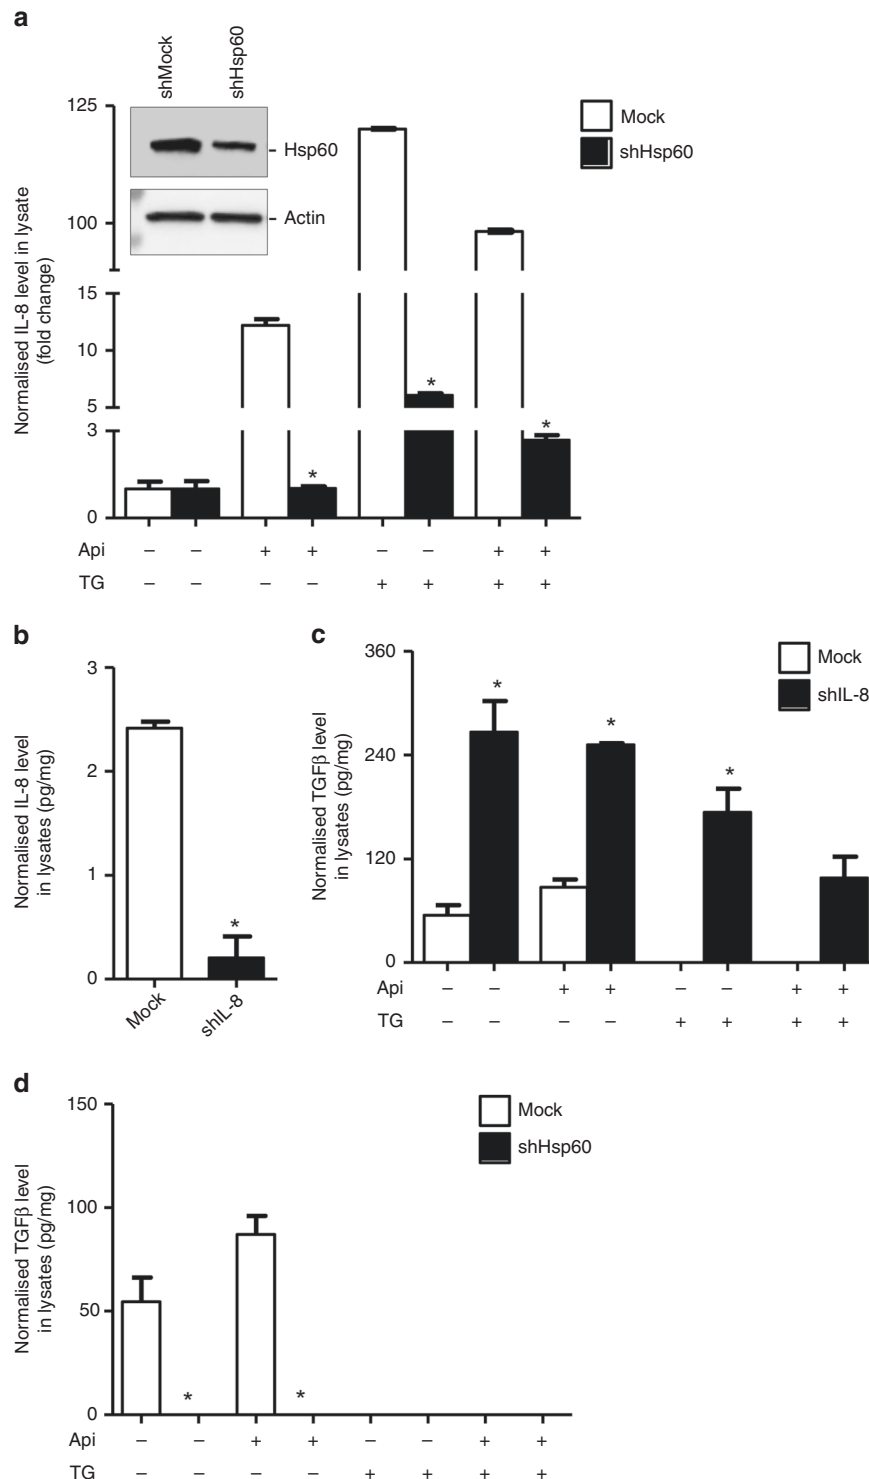 a
shMock
shHsp60
Hsp60
Actin
Mock
shHsp60
Normalised IL-8 level in lysate
(fold change)
125
100
15
10
5
3
0
*
*
*
Api – – + + – – + +
TG – – – – + + + +
b
Normalised IL-8 level
in lysates (pg/mg)
3
2
1
0
*
Mock
shIL-8
c
Mock
shIL-8
Normalised TGFβ level
in lysates (pg/mg)
360
240
120
0
*
*
*
Api – – + + – – + +
TG – – – – + + + +
d
Mock
shHsp60
Normalised TGFβ level
in lysates (pg/mg)
150
100
50
0
*
*
Api – – + + – – + +
TG – – – – + + + +